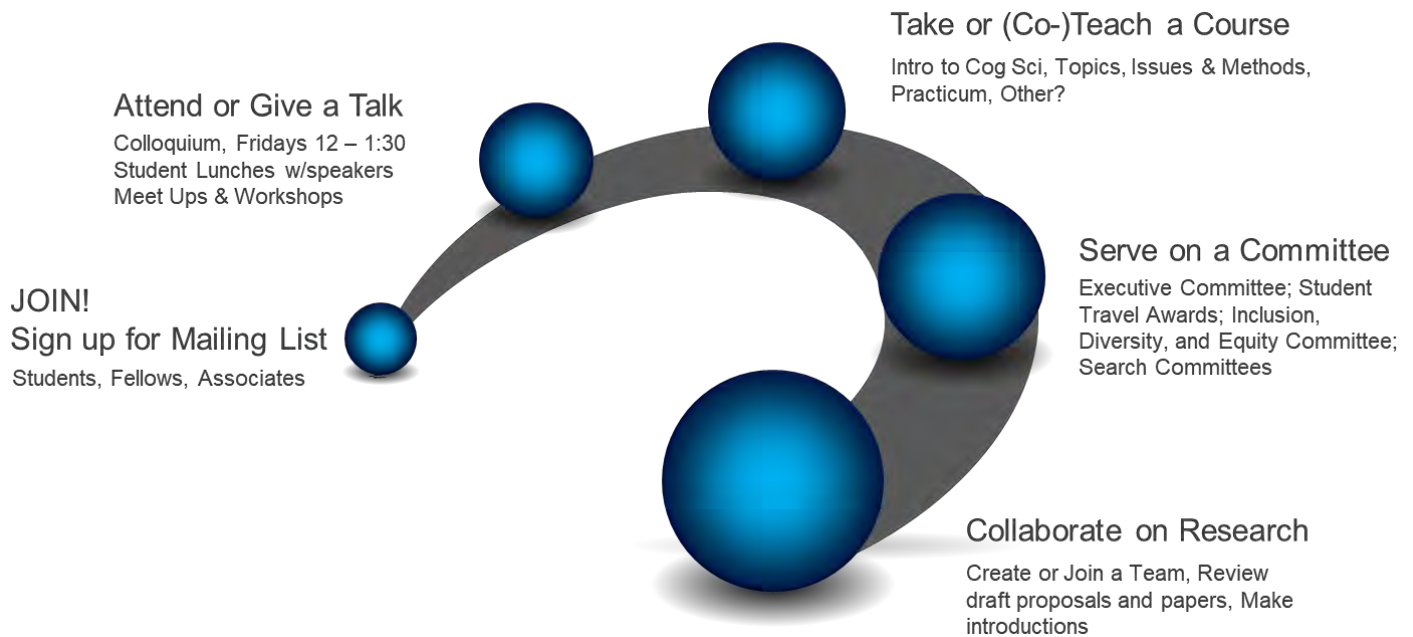 JOIN!
Sign up for Mailing List
Students, Fellows, Associates
Attend or Give a Talk
Colloquium, Fridays 12 – 1:30
Student Lunches w/speakers
Meet Ups & Workshops
Take or (Co-)Teach a Course
Intro to Cog Sci, Topics, Issues & Methods,
Practicum, Other?
Serve on a Committee
Executive Committee; Student
Travel Awards; Inclusion,
Diversity, and Equity Committee;
Search Committees
Collaborate on Research
Create or Join a Team, Review
draft proposals and papers, Make
introductions